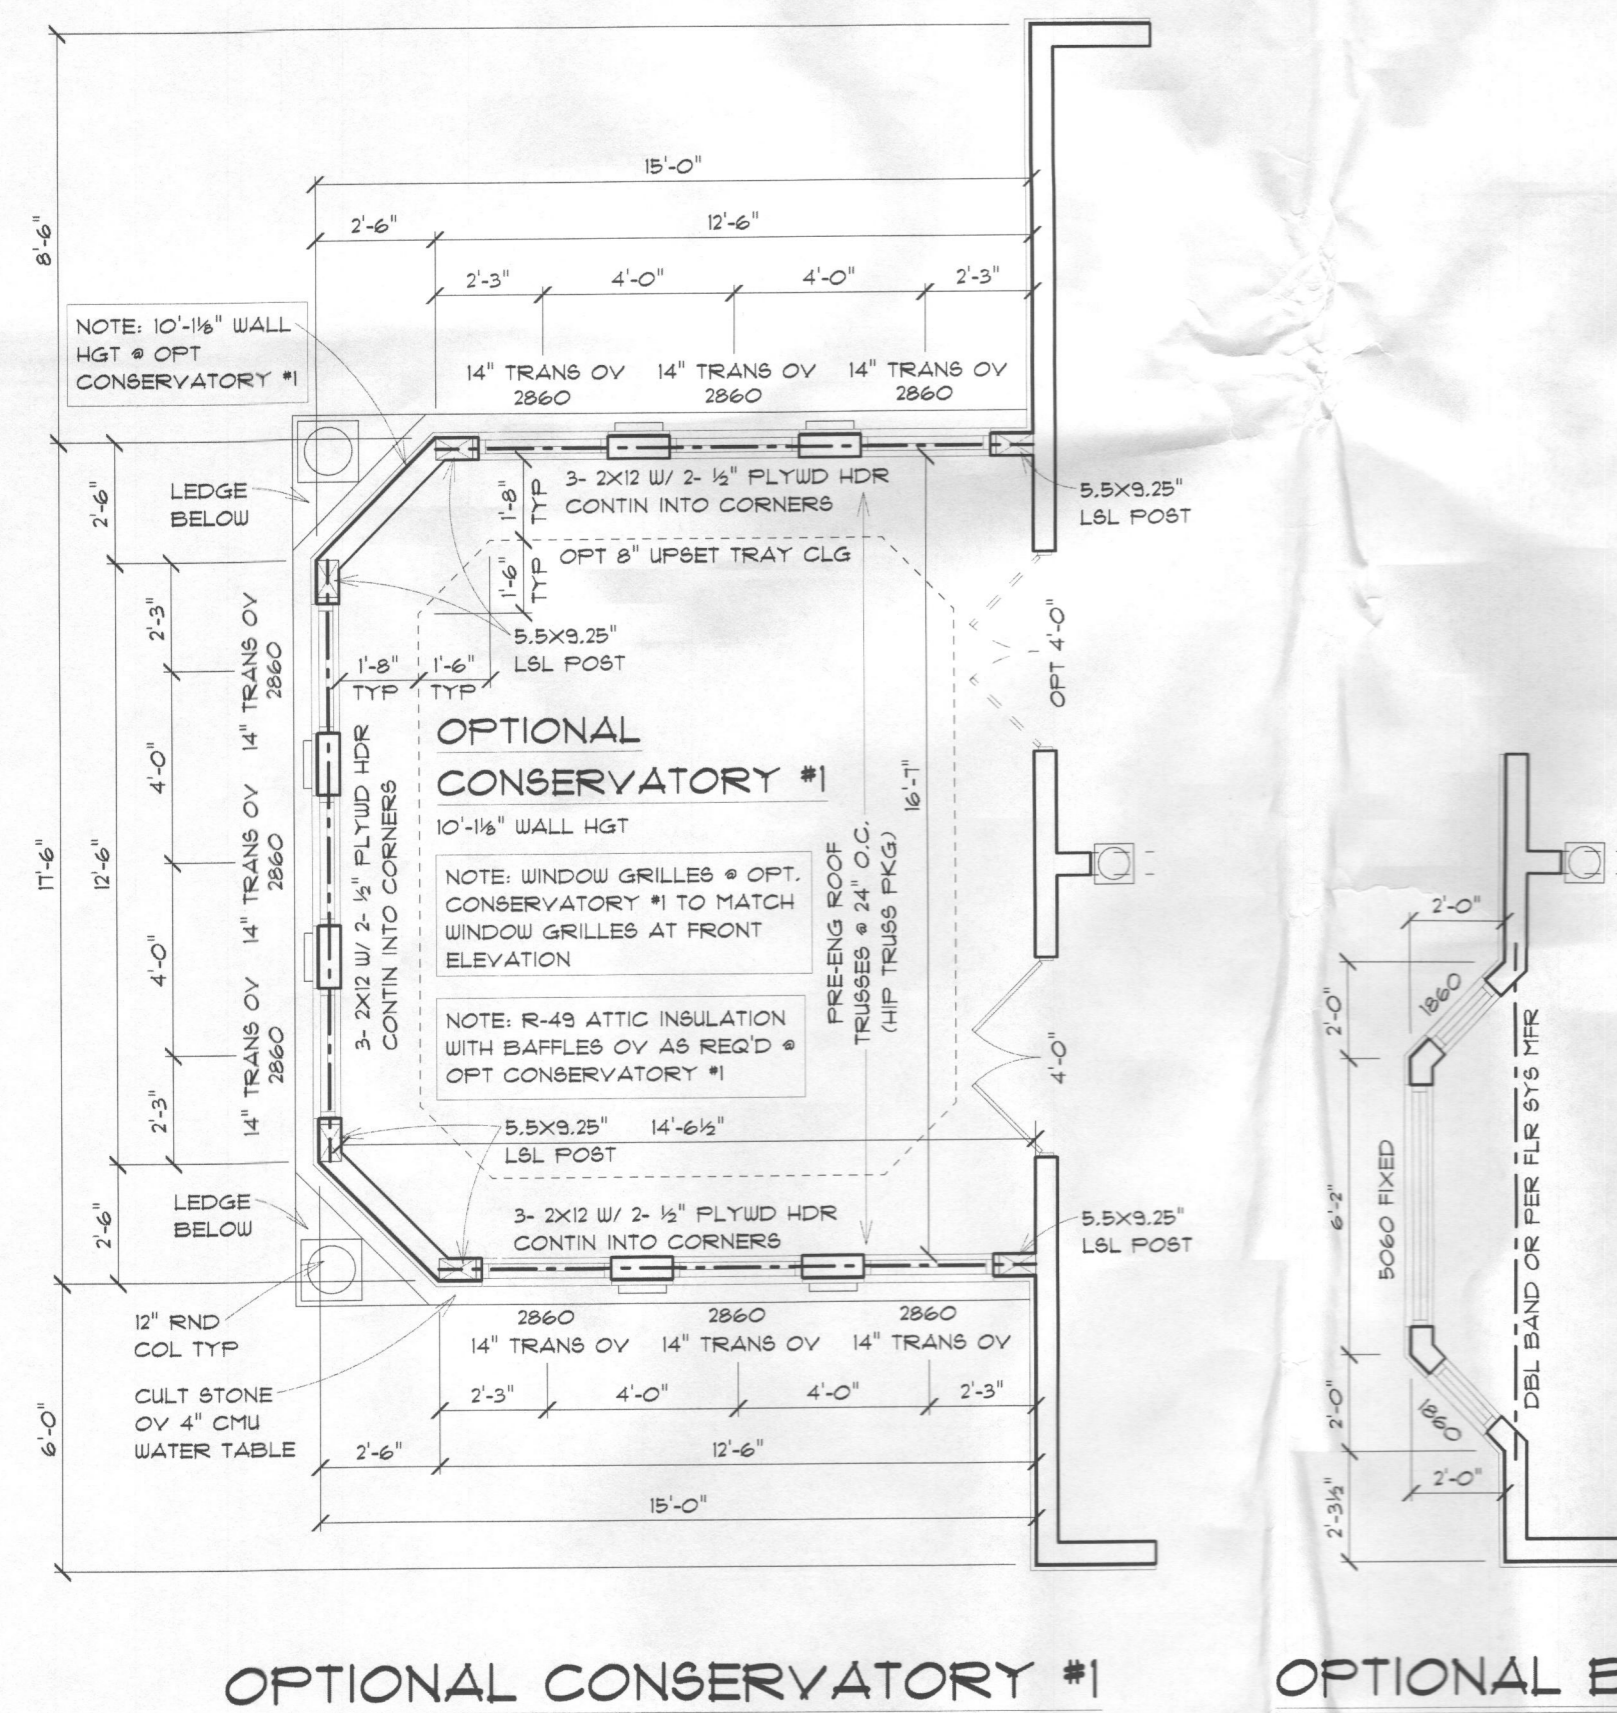 15'-0"
2'-6"
12'-6"
2'-3"
4'-0"
4'-0"
2'-3"
8'-6"
NOTE: 10'-1⅛" WALL
HGT @ OPT
CONSERVATORY #1
14" TRANS OV
2860
14" TRANS OV
2860
14" TRANS OV
2860
LEDGE
BELOW
3- 2X12 W/ 2- ½" PLYWD HDR
CONTIN INTO CORNERS
5.5X9.25"
LSL POST
1'-8"
TYP
1'-6"
TYP
OPT 8" UPSET TRAY CLG
5.5X9.25"
LSL POST
1'-8"
TYP
1'-6"
TYP
OPT 4'-0"
2'-6"
2'-3"
4'-0"
4'-0"
2'-3"
12'-6"
17'-6"
2'-6"
14" TRANS OV
2860
14" TRANS OV
2860
14" TRANS OV
2860
3- 2X12 W/ 2- ½" PLYWD HDR
CONTIN INTO CORNERS
OPTIONAL
CONSERVATORY #1
10'-1⅛" WALL HGT
NOTE: WINDOW GRILLES @ OPT.
CONSERVATORY #1 TO MATCH
WINDOW GRILLES AT FRONT
ELEVATION
NOTE: R-49 ATTIC INSULATION
WITH BAFFLES OV AS REQ'D @
OPT CONSERVATORY #1
PRE-ENG ROOF
TRUSSES @ 24" O.C.
(HIP TRUSS PKG)
16'-7"
4'-0"
5.5X9.25"
LSL POST
14'-6½"
3- 2X12 W/ 2- ½" PLYWD HDR
CONTIN INTO CORNERS
5.5X9.25"
LSL POST
LEDGE
BELOW
12" RND
COL TYP
CULT STONE
OV 4" CMU
WATER TABLE
6'-0"
2860
14" TRANS OV
2860
14" TRANS OV
2860
14" TRANS OV
2'-3"
4'-0"
4'-0"
2'-3"
2'-6"
12'-6"
15'-0"
OPTIONAL CONSERVATORY #1
2'-0"
1860
2'-0"
6'-2"
5060 FIXED
DBL BAND OR PER FLR SYS MFR
1860
2'-0"
2'-0"
2'-3½"
OPTIONAL